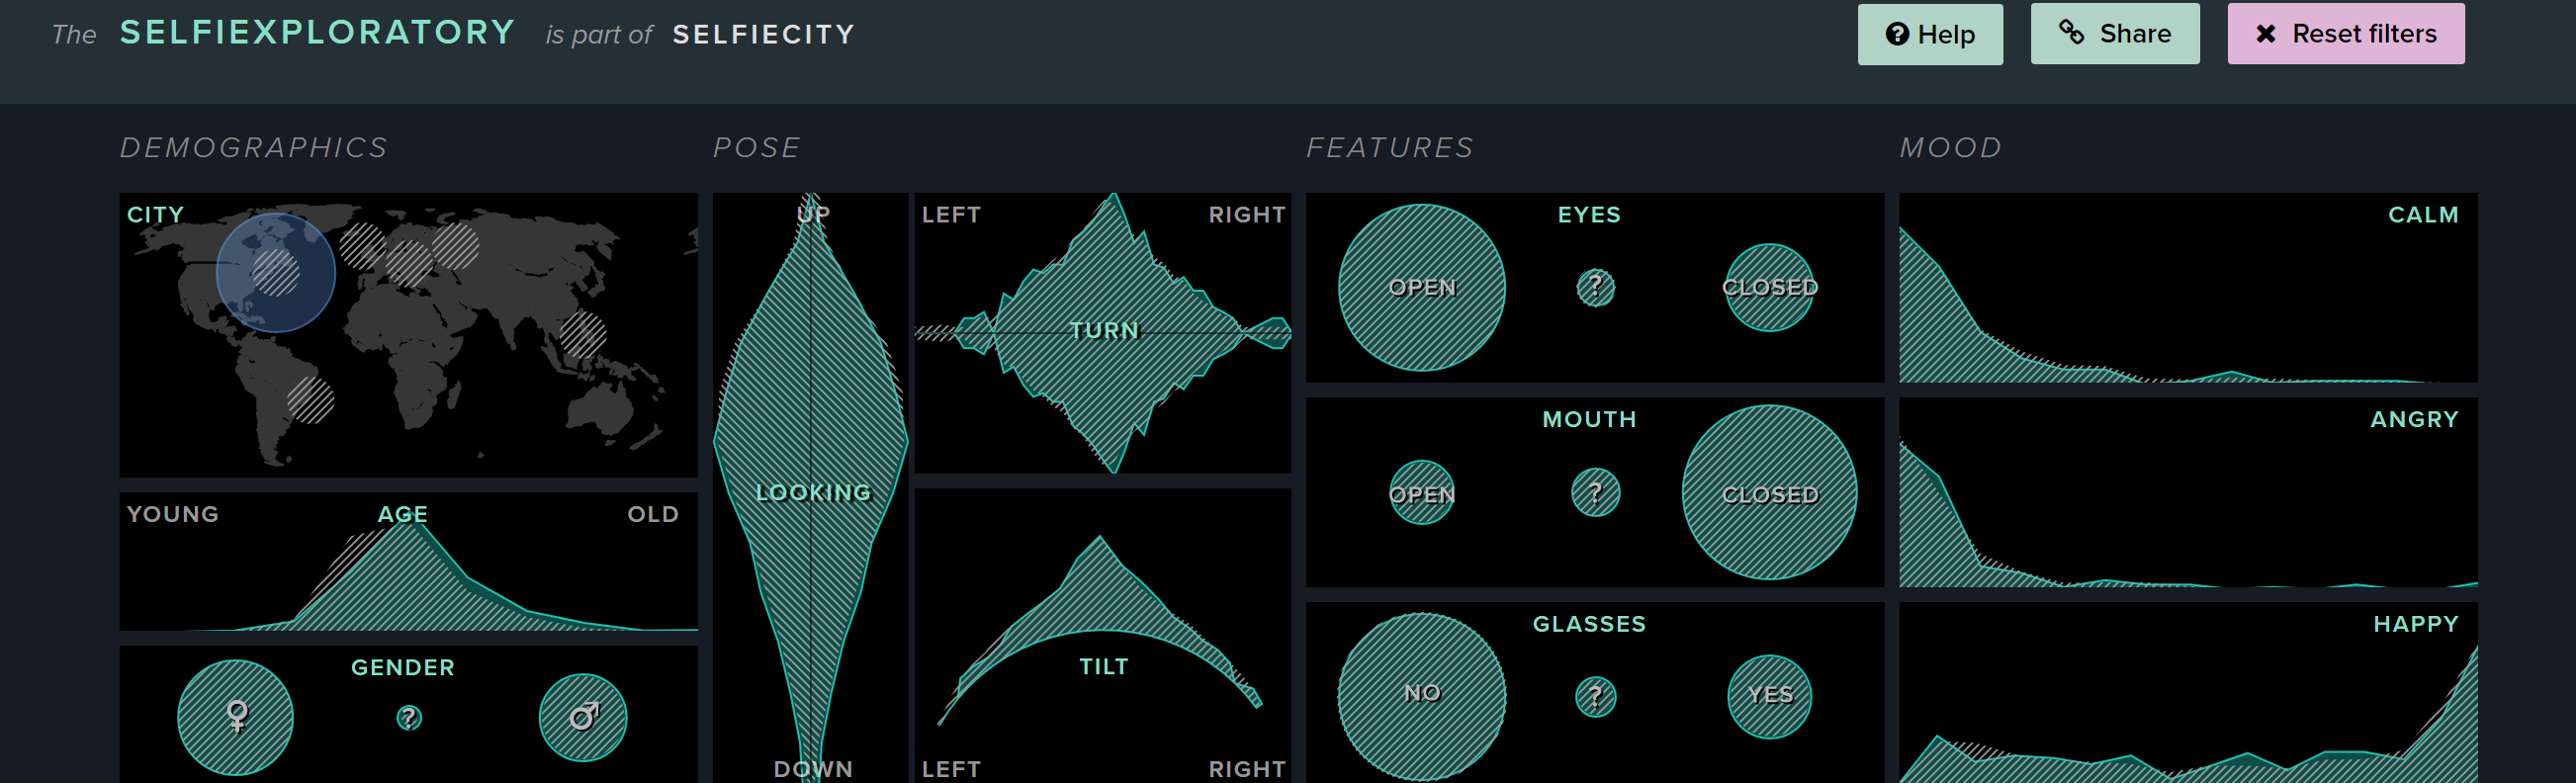 The SELFIEXPLORATORY is part of SELFIECITY
Help
Share
Reset filters
DEMOGRAPHICS
POSE
FEATURES
MOOD
CITY
YOUNG AGE OLD
GENDER
♀ ? ♂
UP
LOOKING
DOWN
LEFT RIGHT
TURN
TILT
LEFT RIGHT
EYES
OPEN ? CLOSED
MOUTH
OPEN ? CLOSED
GLASSES
NO ? YES
CALM
ANGRY
HAPPY